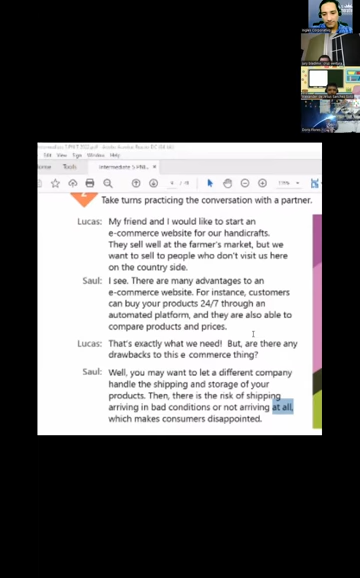 Edit View Sign Window Help
Tools
Take turns practicing the conversation with a partner.
Lucas: My friend and I would like to start an
e-commerce website for our handicrafts.
They sell well at the farmer's market, but we
want to sell to people who don't visit us here
on the country side.
Saul: I see. There are many advantages to an
e-commerce website. For instance, customers
can buy your products 24/7 through an
automated platform, and they are also able to
compare products and prices.
Lucas: That's exactly what we need! But, are there any
drawbacks to this e commerce thing?
Saul: Well, you may want to let a different company
handle the shipping and storage of your
products. Then, there is the risk of shipping
arriving in bad conditions or not arriving at all,
which makes consumers disappointed.